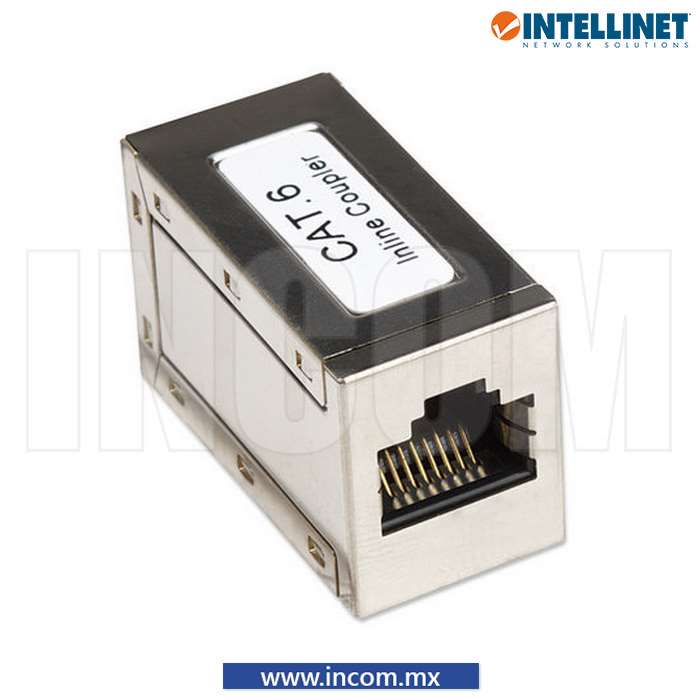 INTELLINET
NETWORK SOLUTIONS
CAT.6
Inline Coupler
INCOM
www.incom.mx